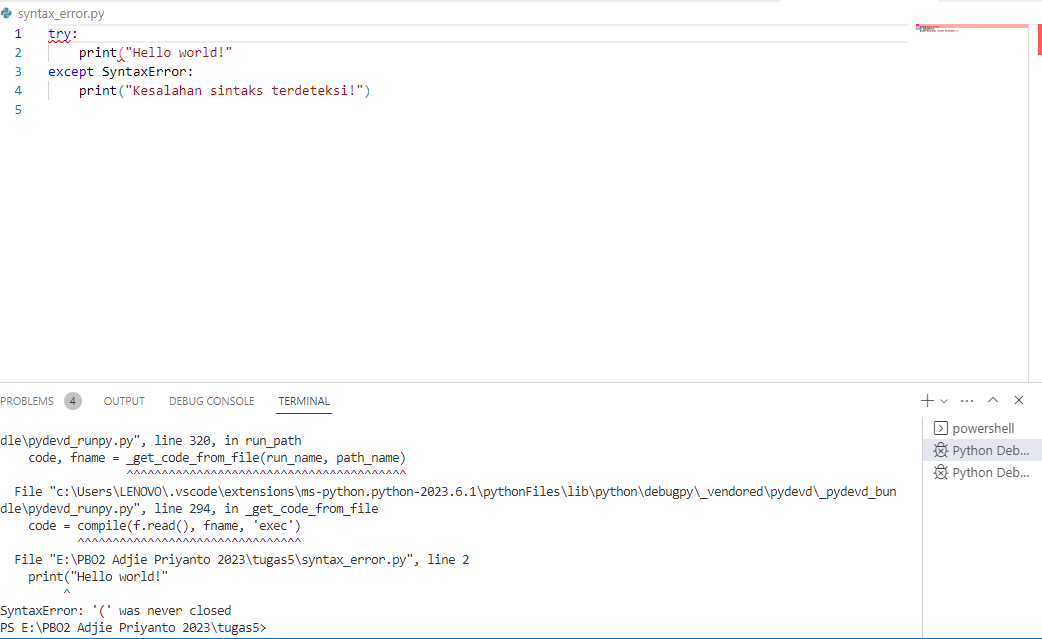 syntax_error.py
1 try:
2     print("Hello world!"
3 except SyntaxError:
4     print("Kesalahan sintaks terdeteksi!")
5
PROBLEMS 4 OUTPUT DEBUG CONSOLE TERMINAL
powershell
Python Deb...
Python Deb...
dle\pydevd_runpy.py", line 320, in run_path
    code, fname = _get_code_from_file(run_name, path_name)
                  ^^^^^^^^^^^^^^^^^^^^^^^^^^^^^^^^^^^^^^^^
  File "c:\Users\LENOVO\.vscode\extensions\ms-python.python-2023.6.1\pythonFiles\lib\python\debugpy\_vendored\pydevd\_pydevd_bun
dle\pydevd_runpy.py", line 294, in _get_code_from_file
    code = compile(f.read(), fname, 'exec')
           ^^^^^^^^^^^^^^^^^^^^^^^^^^^^^^^^
  File "E:\PBO2 Adjie Priyanto 2023\tugas5\syntax_error.py", line 2
    print("Hello world!"
         ^
SyntaxError: '(' was never closed
PS E:\PBO2 Adjie Priyanto 2023\tugas5>